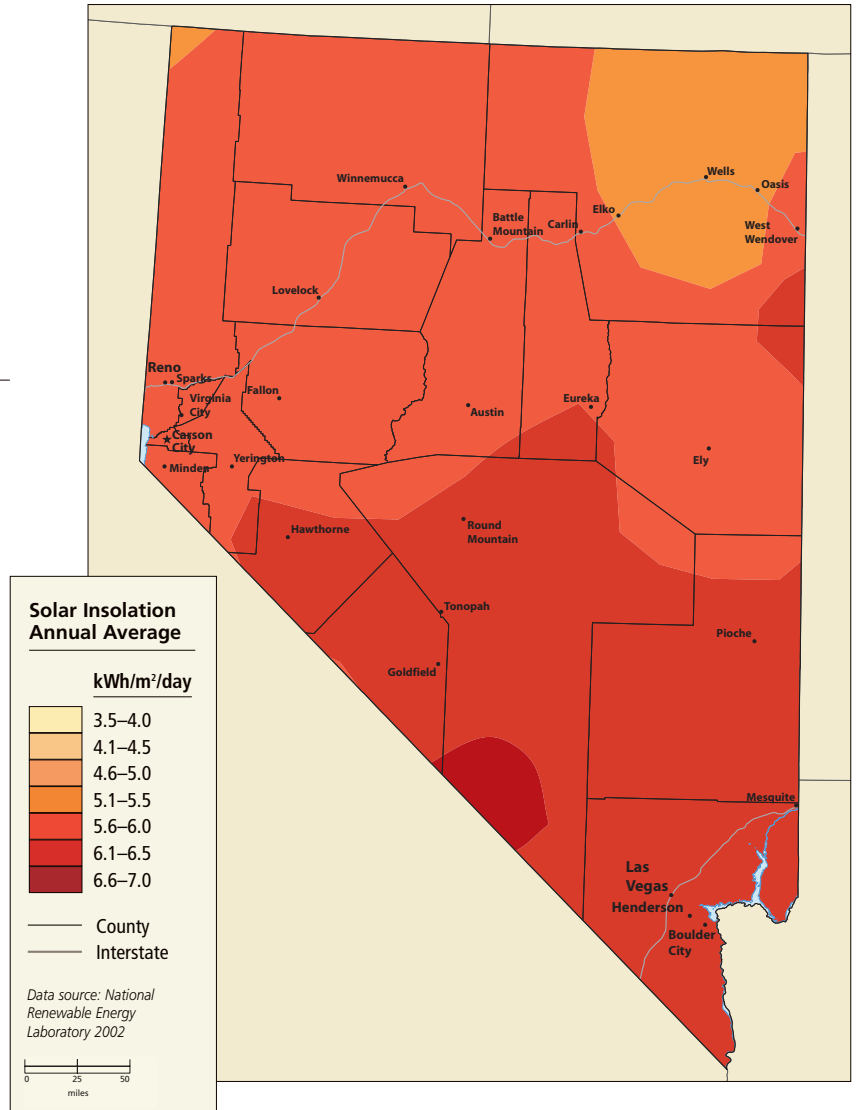 Winnemucca
Battle
Mountain
Carlin
Elko
Wells
Oasis
West
Wendover
Lovelock
Reno
Sparks
Virginia
City
Fallon
Carson
City
Minden
Yerington
Austin
Eureka
Ely
Hawthorne
Round
Mountain
Tonopah
Goldfield
Pioche
Mesquite
Las
Vegas
Henderson
Boulder
City
Solar Insolation
Annual Average
kWh/m²/day
3.5–4.0
4.1–4.5
4.6–5.0
5.1–5.5
5.6–6.0
6.1–6.5
6.6–7.0
County
Interstate
Data source: National
Renewable Energy
Laboratory 2002
0 25 50
miles